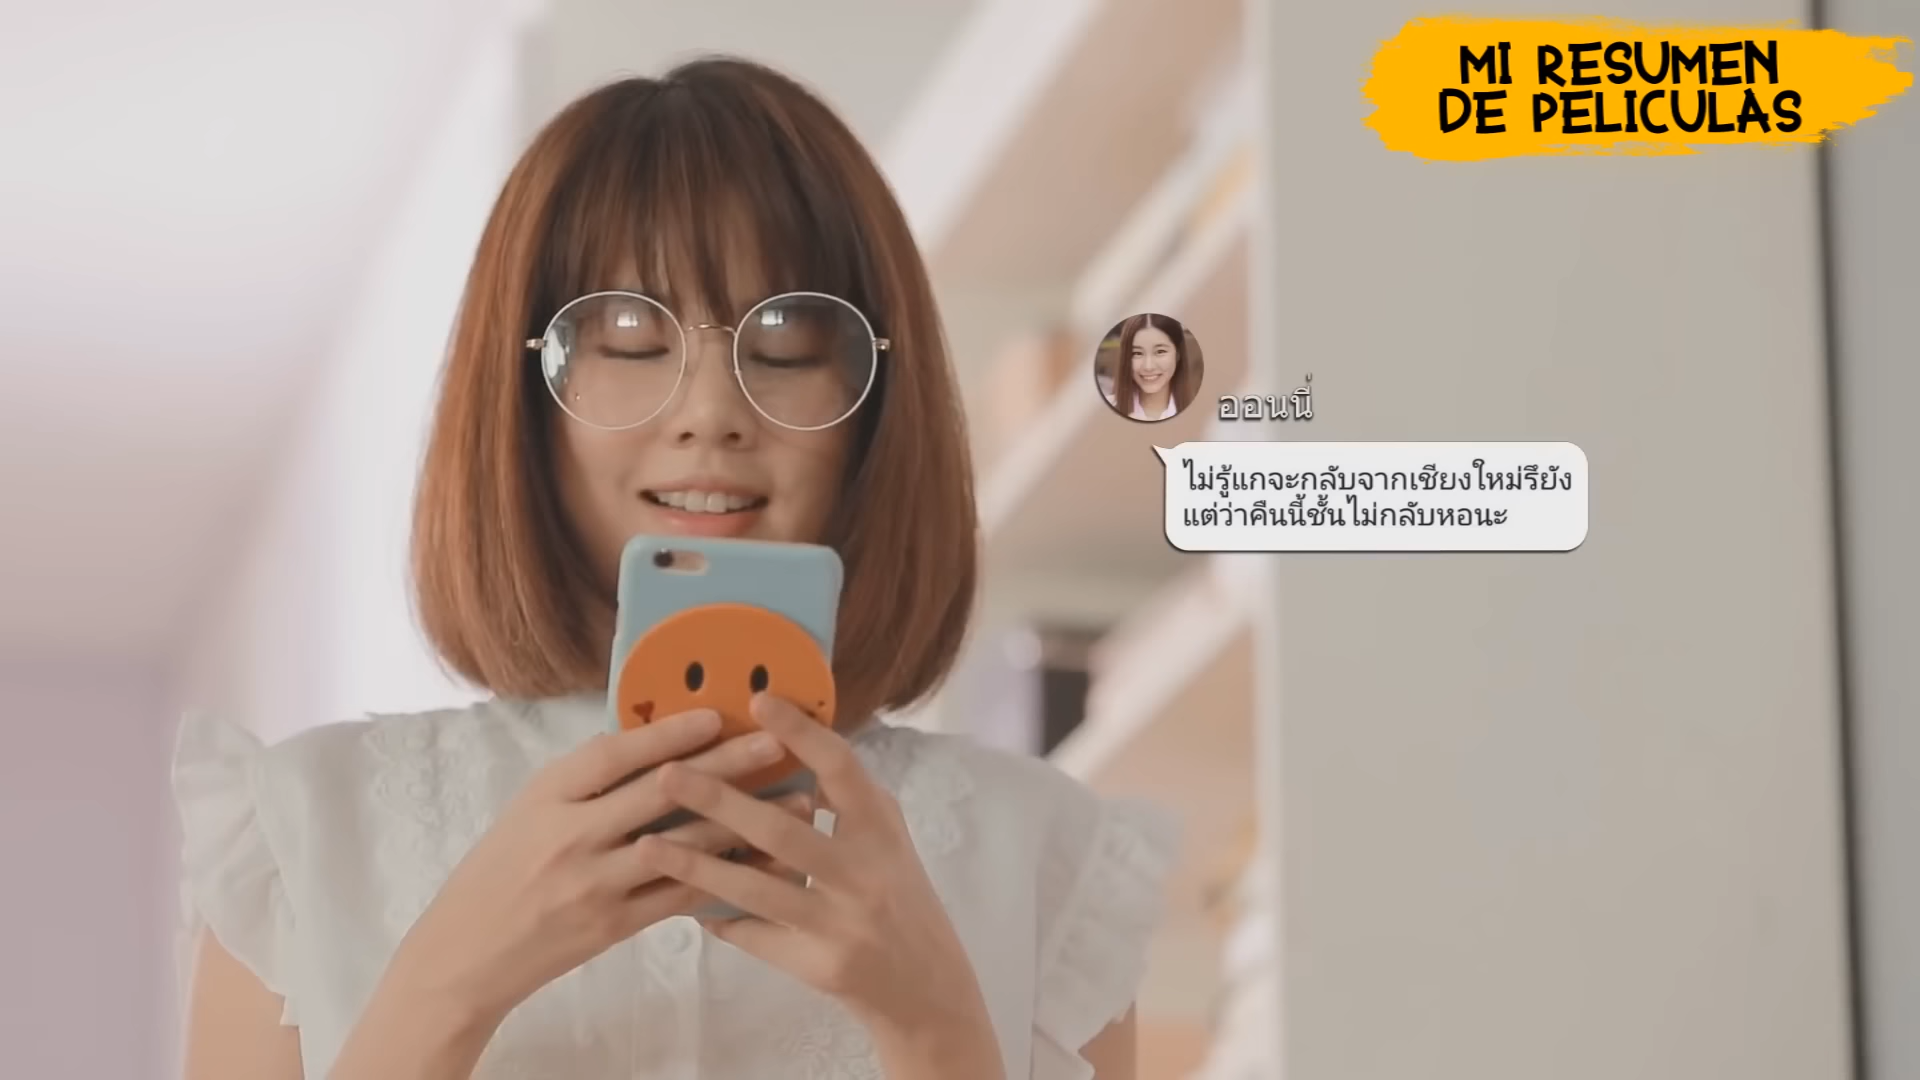 MI RESUMEN
DE PELICULAS
ออนนี่
ไม่รู้แกจะกลับจากเชียงใหม่รึยัง
แต่ว่าคืนนี้ชั้นไม่กลับหอนะ